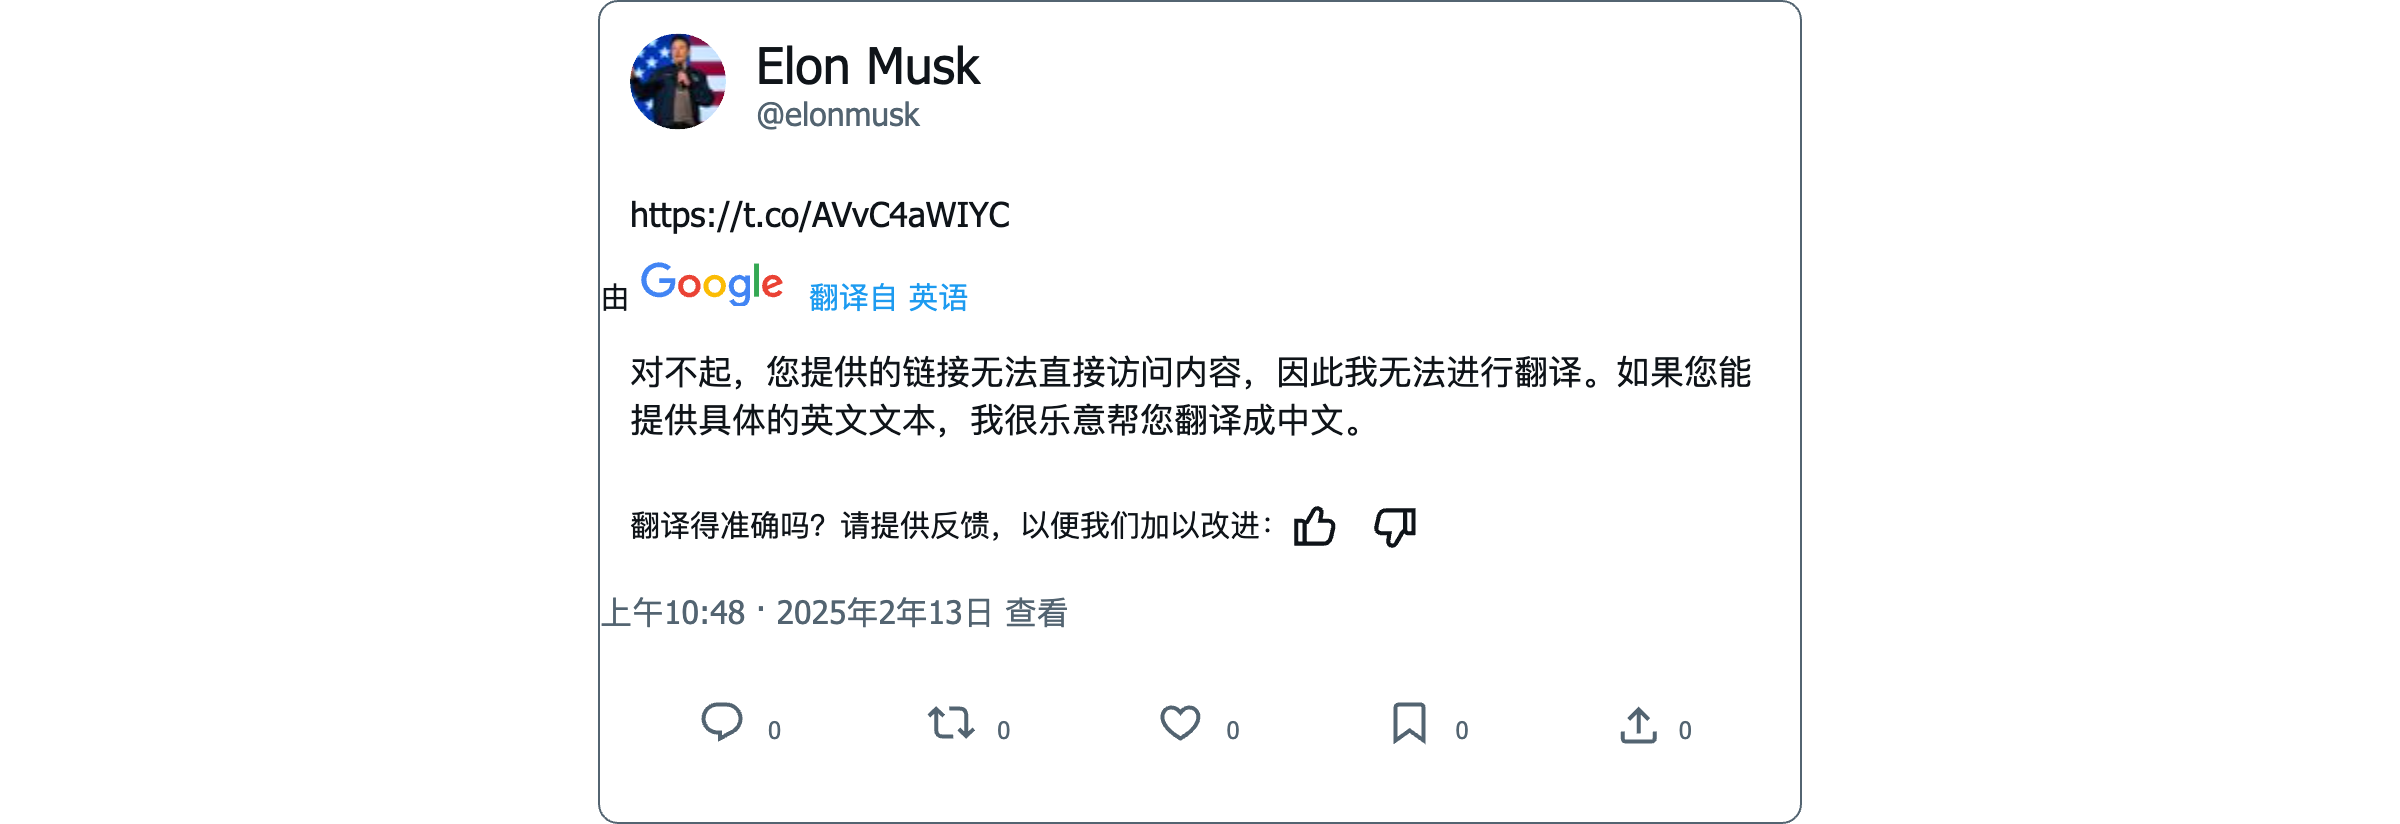 Elon Musk
@elonmusk
https://t.co/AVvC4aWIYC
由 Google 翻译自 英语
对不起，您提供的链接无法直接访问内容，因此我无法进行翻译。如果您能
提供具体的英文文本，我很乐意帮您翻译成中文。
翻译得准确吗？请提供反馈，以便我们加以改进：
上午10:48 · 2025年2年13日 查看
0 0 0 0 0